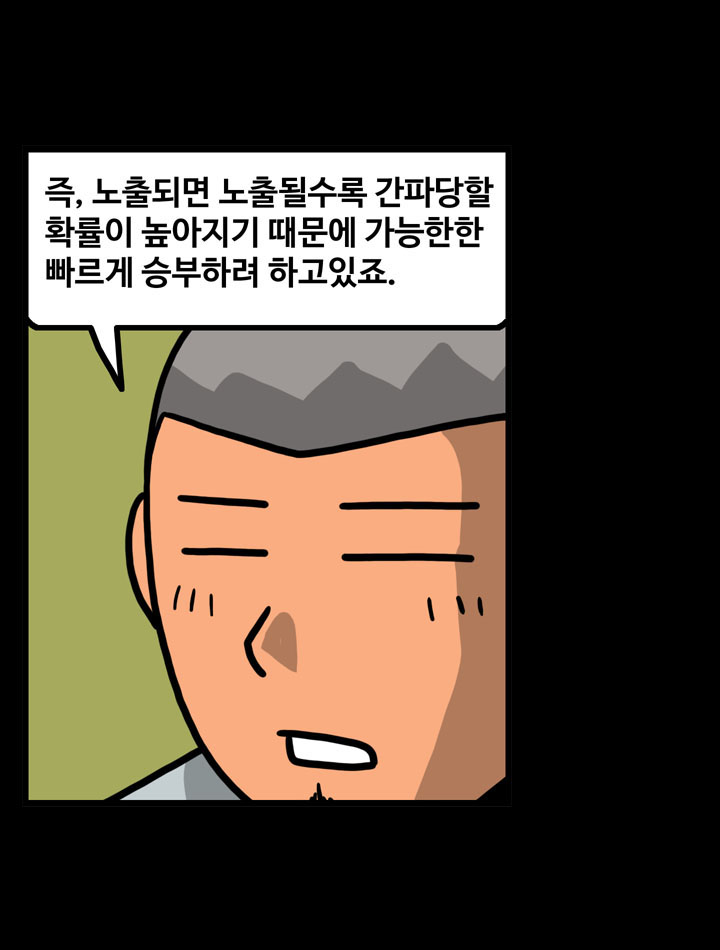 즉, 노출되면 노출될수록 간파당할
확률이 높아지기 때문에 가능한한
빠르게 승부하려 하고있죠.